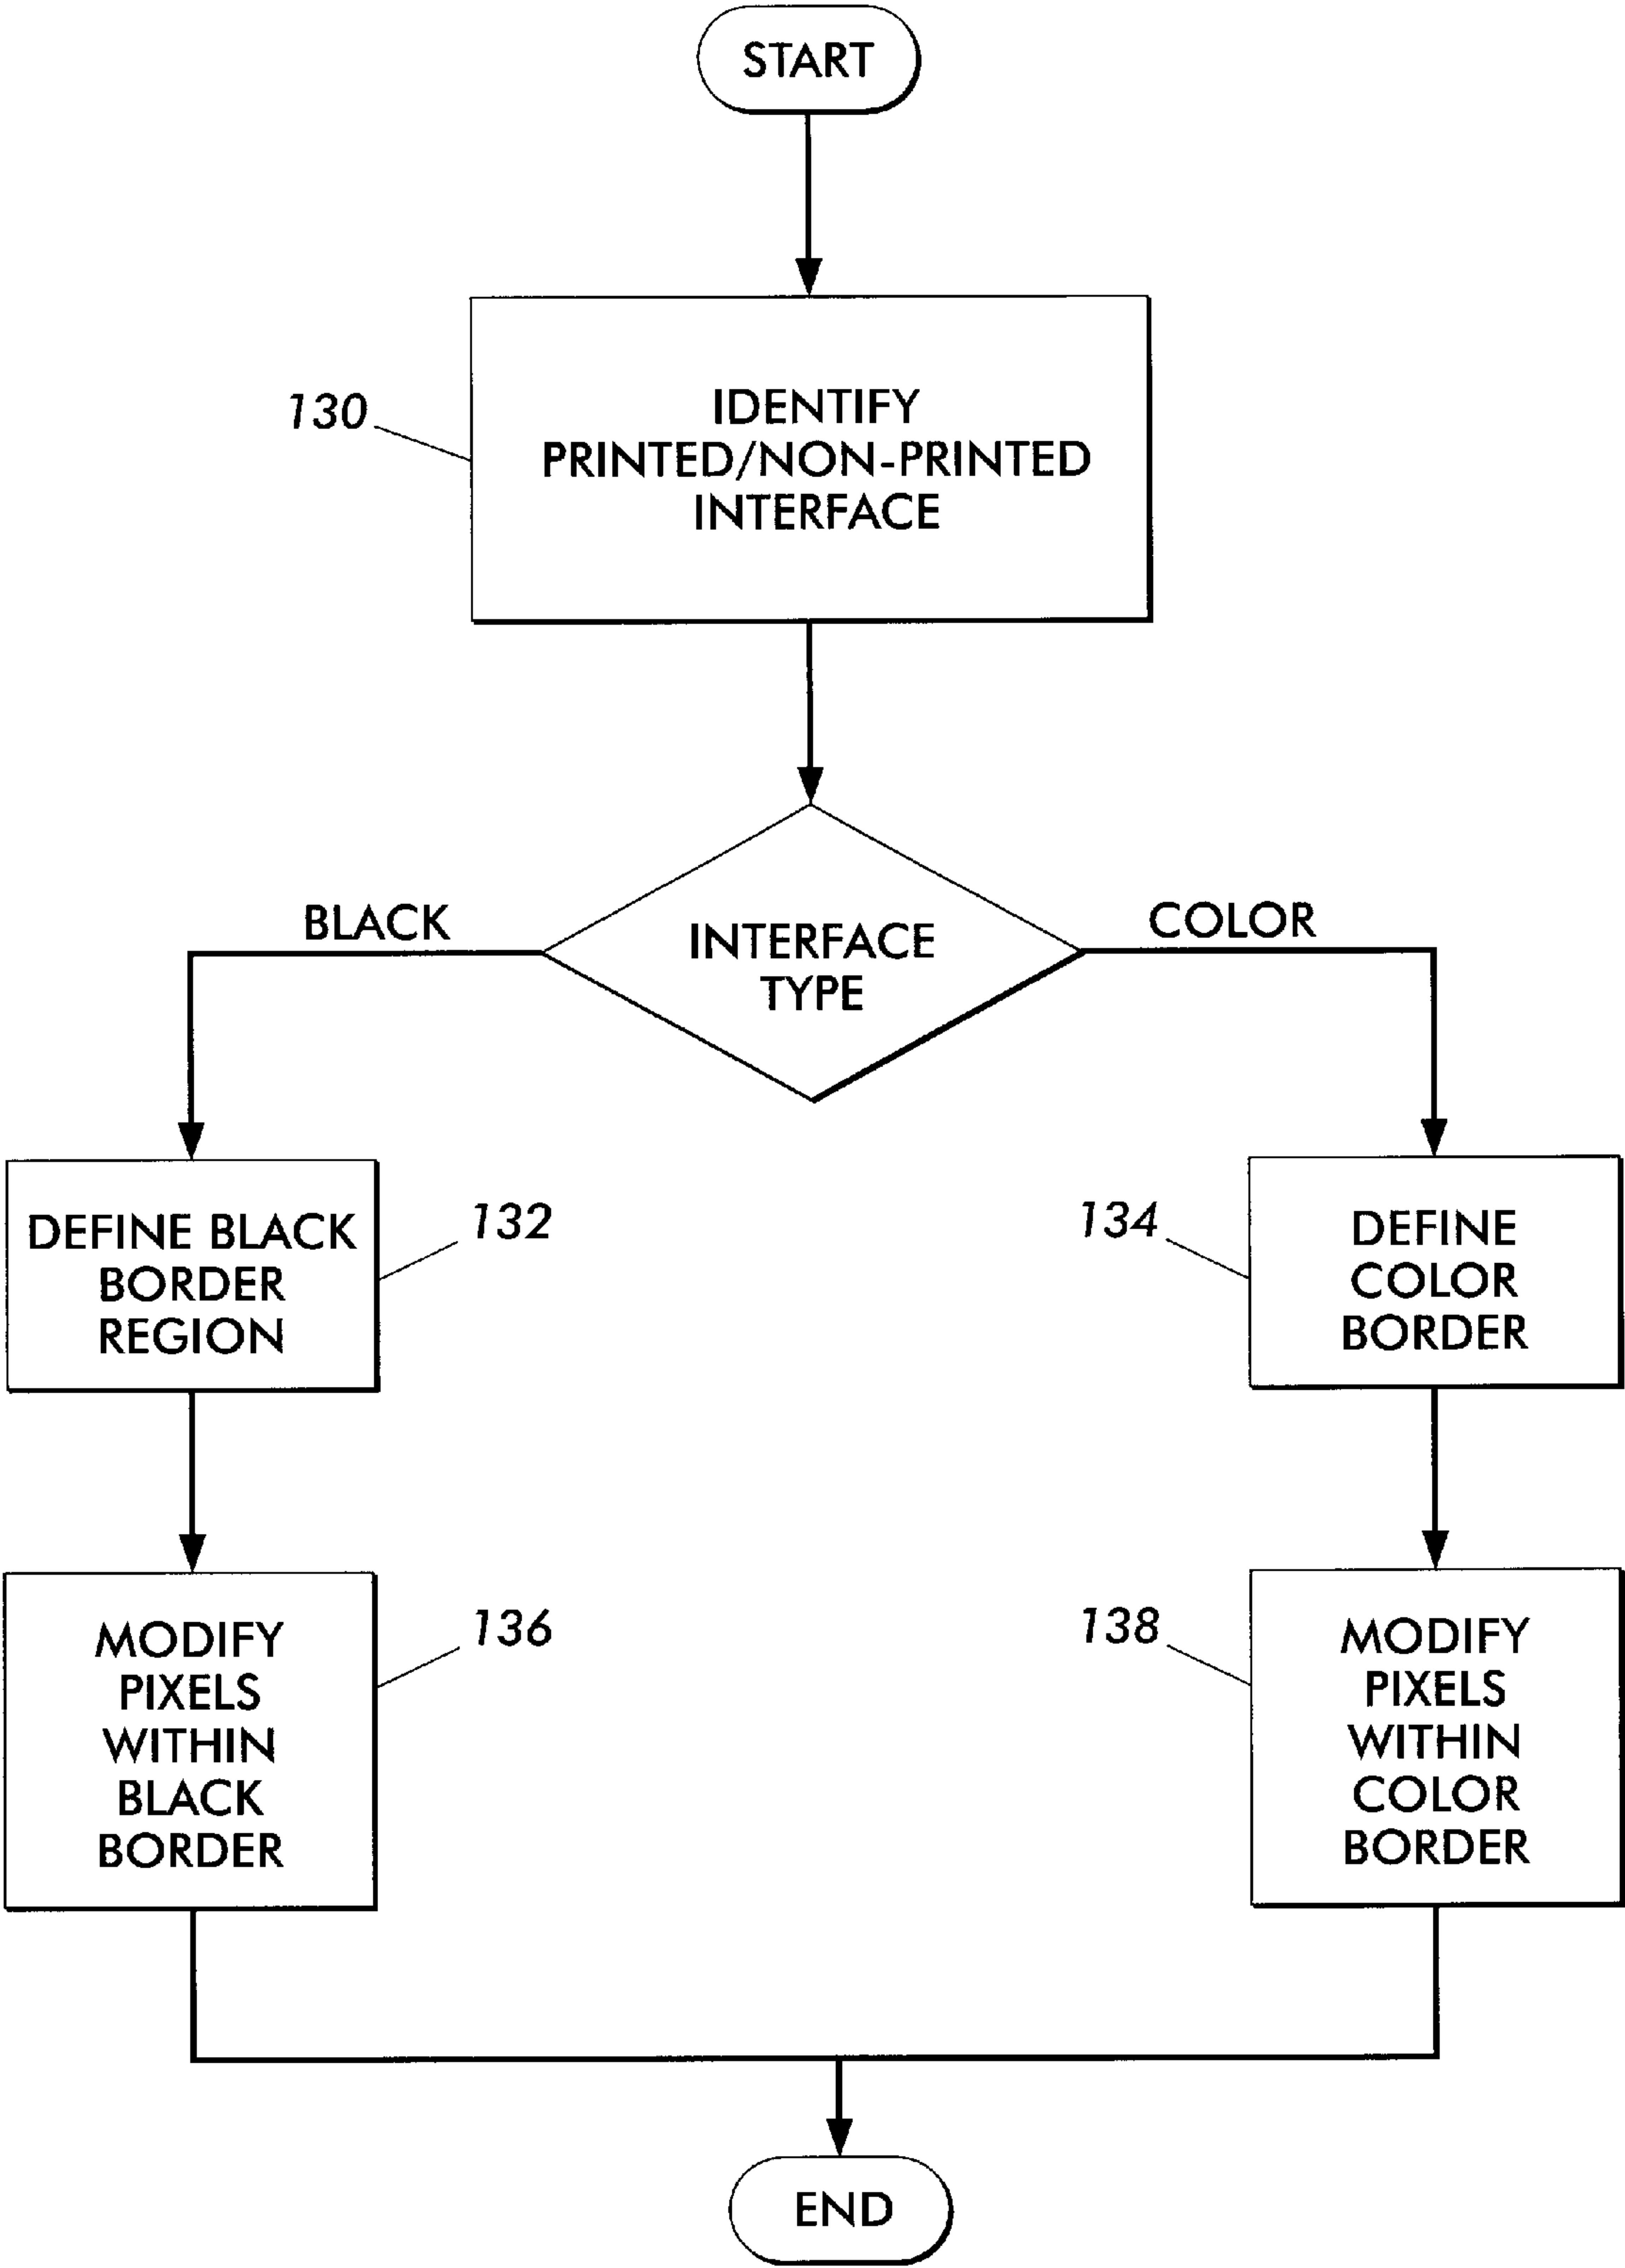 START
130
IDENTIFY
PRINTED/NON-PRINTED
INTERFACE
BLACK
INTERFACE
TYPE
COLOR
DEFINE BLACK
BORDER
REGION
132
134
DEFINE
COLOR
BORDER
MODIFY
PIXELS
WITHIN
BLACK
BORDER
136
138
MODIFY
PIXELS
WITHIN
COLOR
BORDER
END